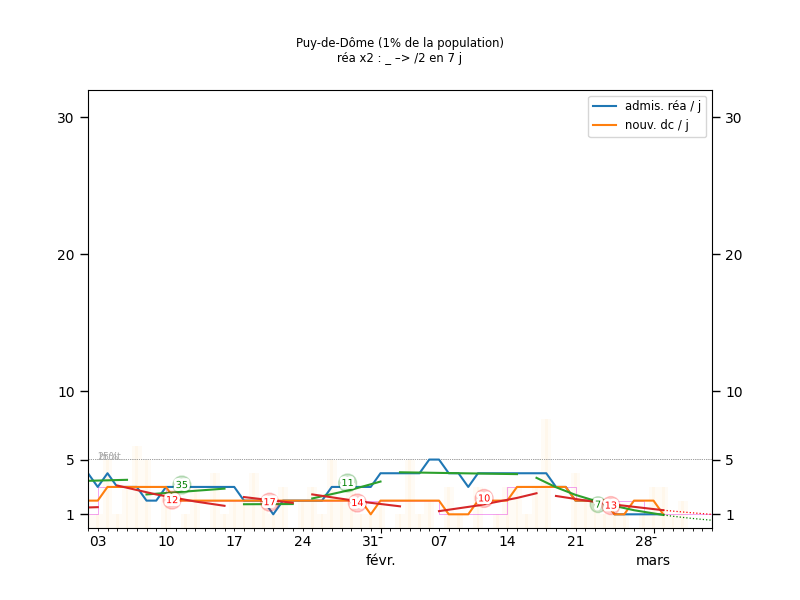 Puy-de-Dôme (1% de la population)
réa x2 : _ –> /2 en 7 j
admis. réa / j
nouv. dc / j
30 30
20 20
10 10
5 5
1 1
35
12
17
11
14
10
7
13
03 10 17 24 31- 07 14 21 28-
févr. mars